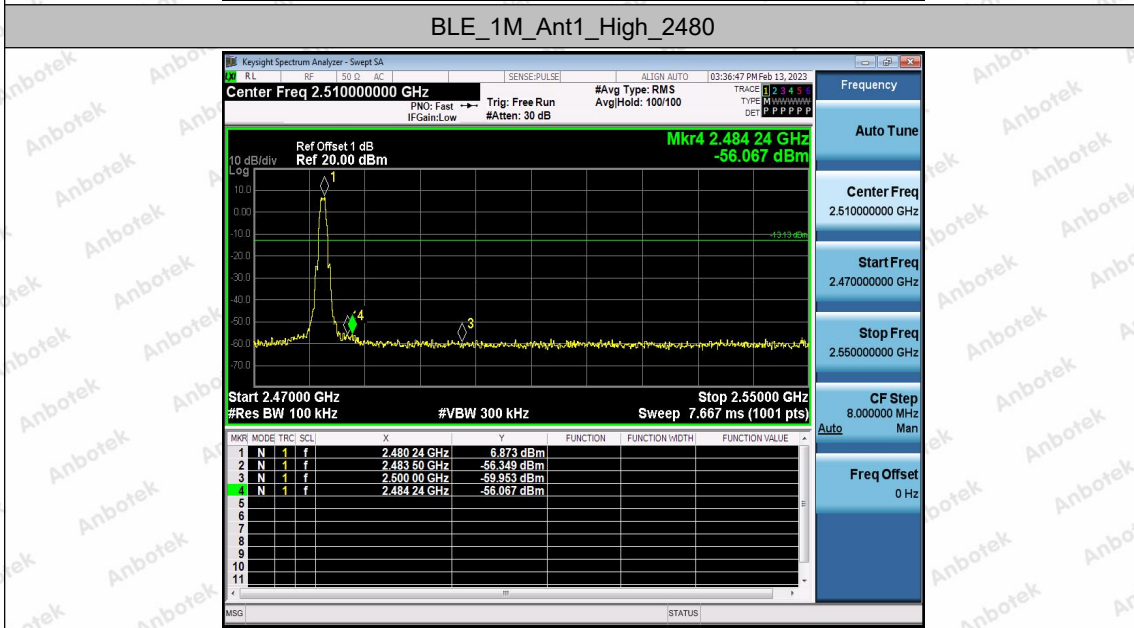 BLE_1M_Ant1_High_2480
Keysight Spectrum Analyzer - Swept SA
LXI RL RF 50 Ω AC SENSE:PULSE ALIGN AUTO 03:36:47 PM Feb 13, 2023
Center Freq 2.510000000 GHz
PNO: Fast
IFGain:Low
Trig: Free Run
#Atten: 30 dB
#Avg Type: RMS
Avg|Hold: 100/100
TRACE 1 2 3 4 5 6
TYPE M W W W W W
DET P P P P P P
Mkr4 2.484 24 GHz
-56.067 dBm
Ref Offset 1 dB
10 dB/div Ref 20.00 dBm
Log
10.0
0.00
-10.0
-20.0
-30.0
-40.0
-50.0
-60.0
-70.0
1
4
3
-13.13 dBm
Start 2.47000 GHz Stop 2.55000 GHz
#Res BW 100 kHz #VBW 300 kHz Sweep 7.667 ms (1001 pts)
MKR MODE TRC SCL X Y FUNCTION FUNCTION WIDTH FUNCTION VALUE
1 N 1 f 2.480 24 GHz 6.873 dBm
2 N 1 f 2.483 50 GHz -56.349 dBm
3 N 1 f 2.500 00 GHz -59.953 dBm
4 N 1 f 2.484 24 GHz -56.067 dBm
5
6
7
8
9
10
11
MSG STATUS
Frequency
Auto Tune
Center Freq
2.510000000 GHz
Start Freq
2.470000000 GHz
Stop Freq
2.550000000 GHz
CF Step
8.000000 MHz
Auto Man
Freq Offset
0 Hz
Anbotek